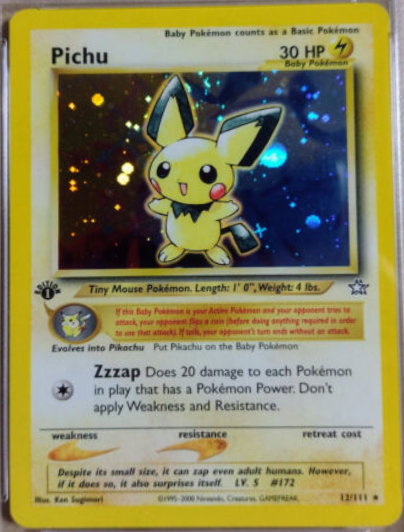 Baby Pokémon counts as a Basic Pokémon
Pichu
30 HP
Baby Pokémon
EDITION
1
Tiny Mouse Pokémon. Length: 1' 0", Weight: 4 lbs.
If this Baby Pokémon is your Active Pokémon and your opponent tries to
attack, your opponent flips a coin (before doing anything required in order
to use that attack). If tails, your opponent's turn ends without an attack.
Evolves into Pikachu Put Pikachu on the Baby Pokémon
Zzzap Does 20 damage to each Pokémon
in play that has a Pokémon Power. Don't
apply Weakness and Resistance.
weakness resistance retreat cost
Despite its small size, it can zap even adult humans. However,
if it does so, it also surprises itself. LV. 5 #172
Illus. Ken Sugimori ©1995-2000 Nintendo, Creatures, GAMEFREAK. 12/111